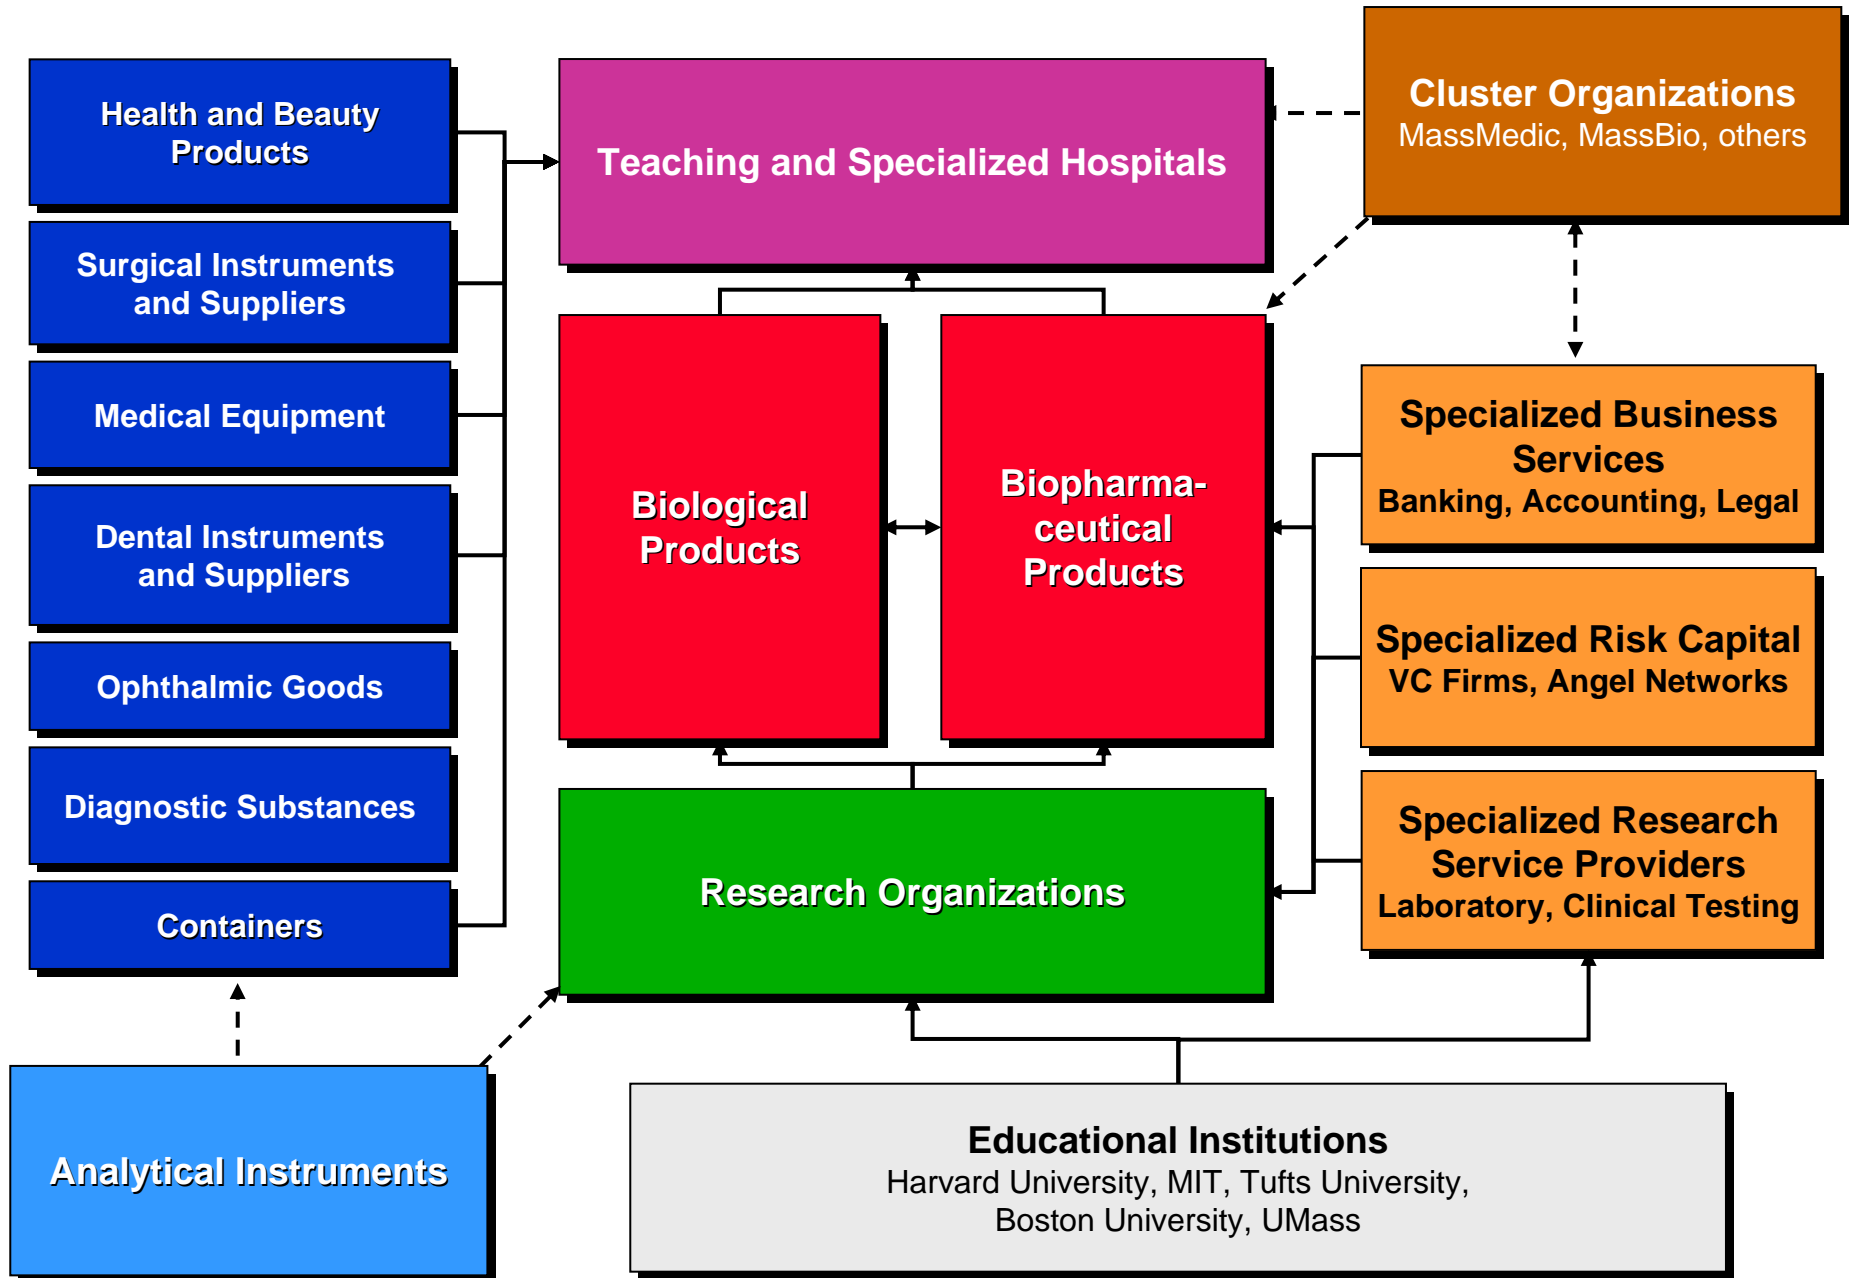 Health and Beauty
Products
Surgical Instruments
and Suppliers
Medical Equipment
Dental Instruments
and Suppliers
Ophthalmic Goods
Diagnostic Substances
Containers
Analytical Instruments
Teaching and Specialized Hospitals
Biological
Products
Biopharma-
ceutical
Products
Research Organizations
Educational Institutions
Harvard University, MIT, Tufts University,
Boston University, UMass
Cluster Organizations
MassMedic, MassBio, others
Specialized Business
Services
Banking, Accounting, Legal
Specialized Risk Capital
VC Firms, Angel Networks
Specialized Research
Service Providers
Laboratory, Clinical Testing